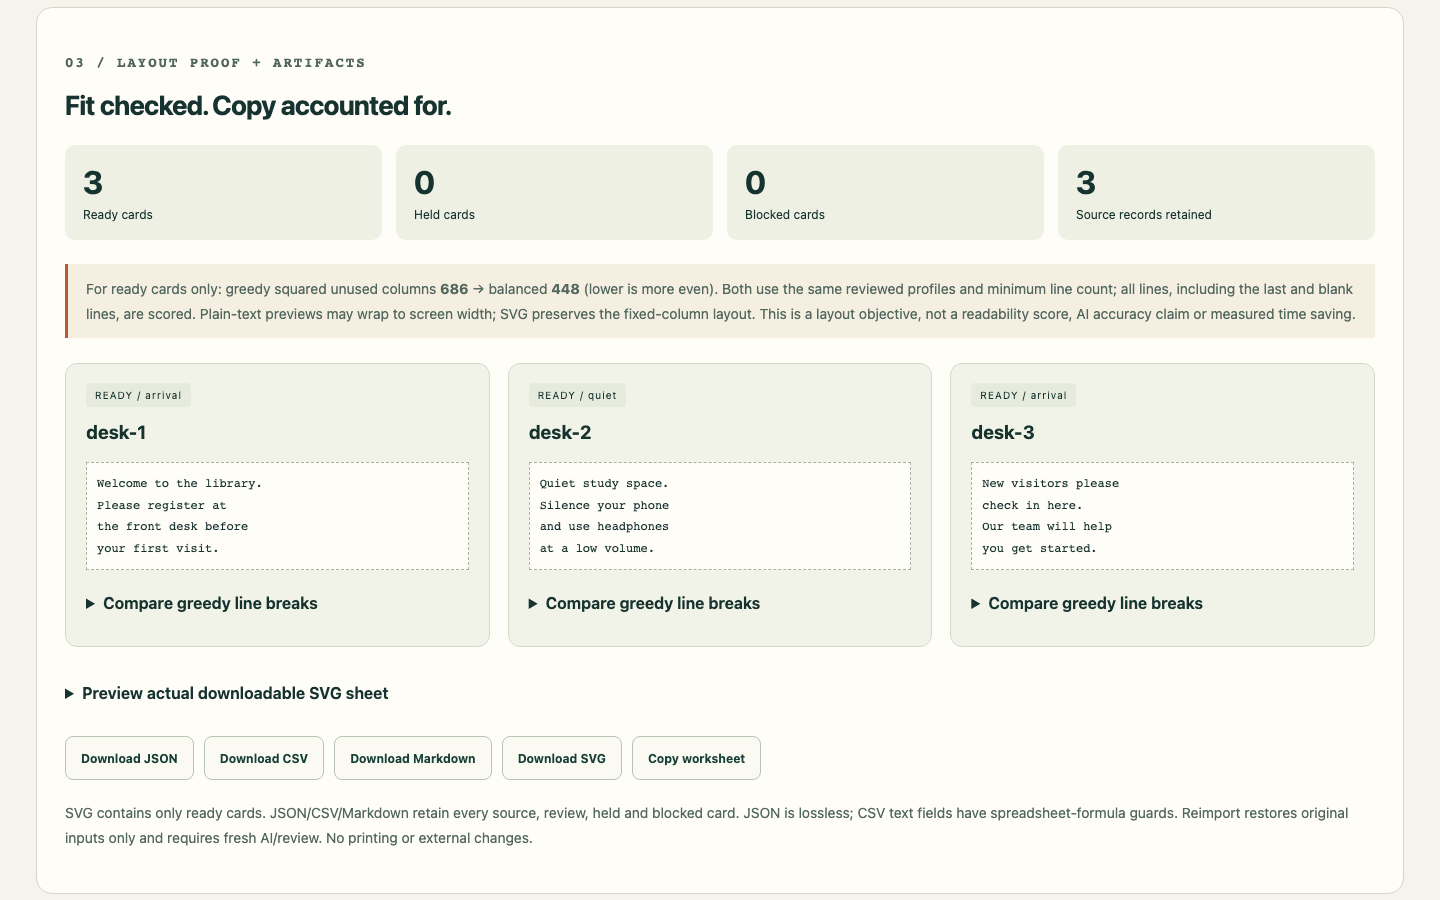 03 / LAYOUT PROOF + ARTIFACTS
Fit checked. Copy accounted for.
3
Ready cards
0
Held cards
0
Blocked cards
3
Source records retained
For ready cards only: greedy squared unused columns 686 → balanced 448 (lower is more even). Both use the same reviewed profiles and minimum line count; all lines, including the last and blank
lines, are scored. Plain-text previews may wrap to screen width; SVG preserves the fixed-column layout. This is a layout objective, not a readability score, AI accuracy claim or measured time saving.
READY / arrival
desk-1
Welcome to the library.
Please register at
the front desk before
your first visit.
▶ Compare greedy line breaks
READY / quiet
desk-2
Quiet study space.
Silence your phone
and use headphones
at a low volume.
▶ Compare greedy line breaks
READY / arrival
desk-3
New visitors please
check in here.
Our team will help
you get started.
▶ Compare greedy line breaks
▶ Preview actual downloadable SVG sheet
Download JSON
Download CSV
Download Markdown
Download SVG
Copy worksheet
SVG contains only ready cards. JSON/CSV/Markdown retain every source, review, held and blocked card. JSON is lossless; CSV text fields have spreadsheet-formula guards. Reimport restores original
inputs only and requires fresh AI/review. No printing or external changes.